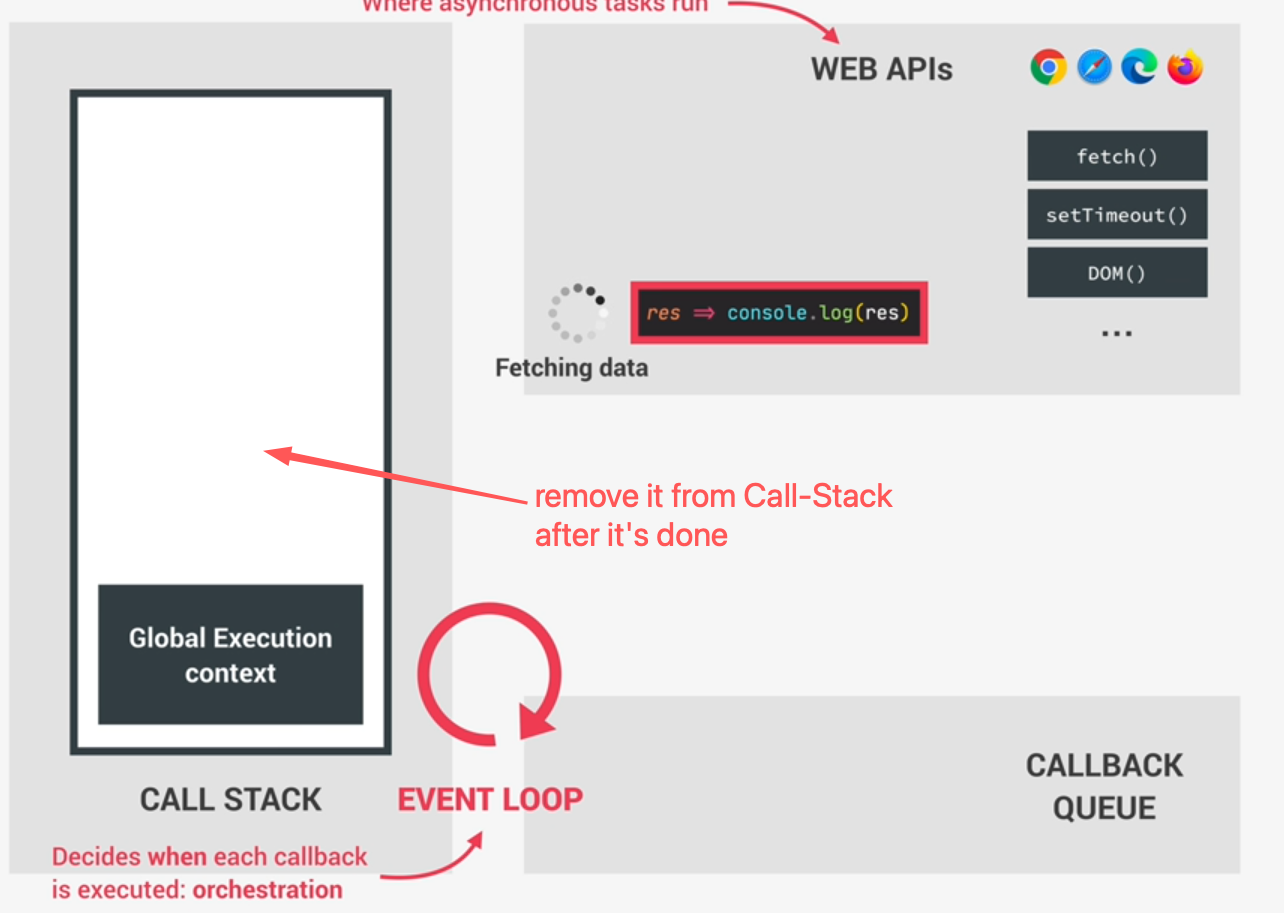 Where asynchronous tasks run
WEB APIs
fetch()
setTimeout()
DOM()
...
res => console.log(res)
Fetching data
remove it from Call-Stack
after it's done
Global Execution
context
CALL STACK
EVENT LOOP
Decides when each callback
is executed: orchestration
CALLBACK
QUEUE